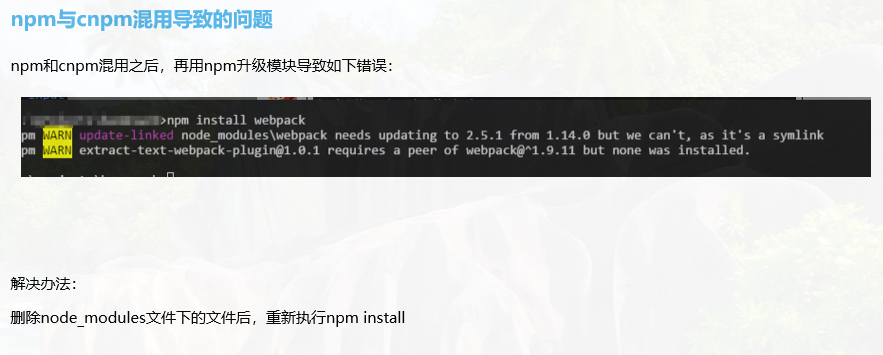 npm与cnpm混用导致的问题
npm和cnpm混用之后，再用npm升级模块导致如下错误：
>npm install webpack
pm WARN update-linked node_modules\webpack needs updating to 2.5.1 from 1.14.0 but we can't, as it's a symlink
pm WARN extract-text-webpack-plugin@1.0.1 requires a peer of webpack@^1.9.11 but none was installed.
解决办法：
删除node_modules文件下的文件后，重新执行npm install